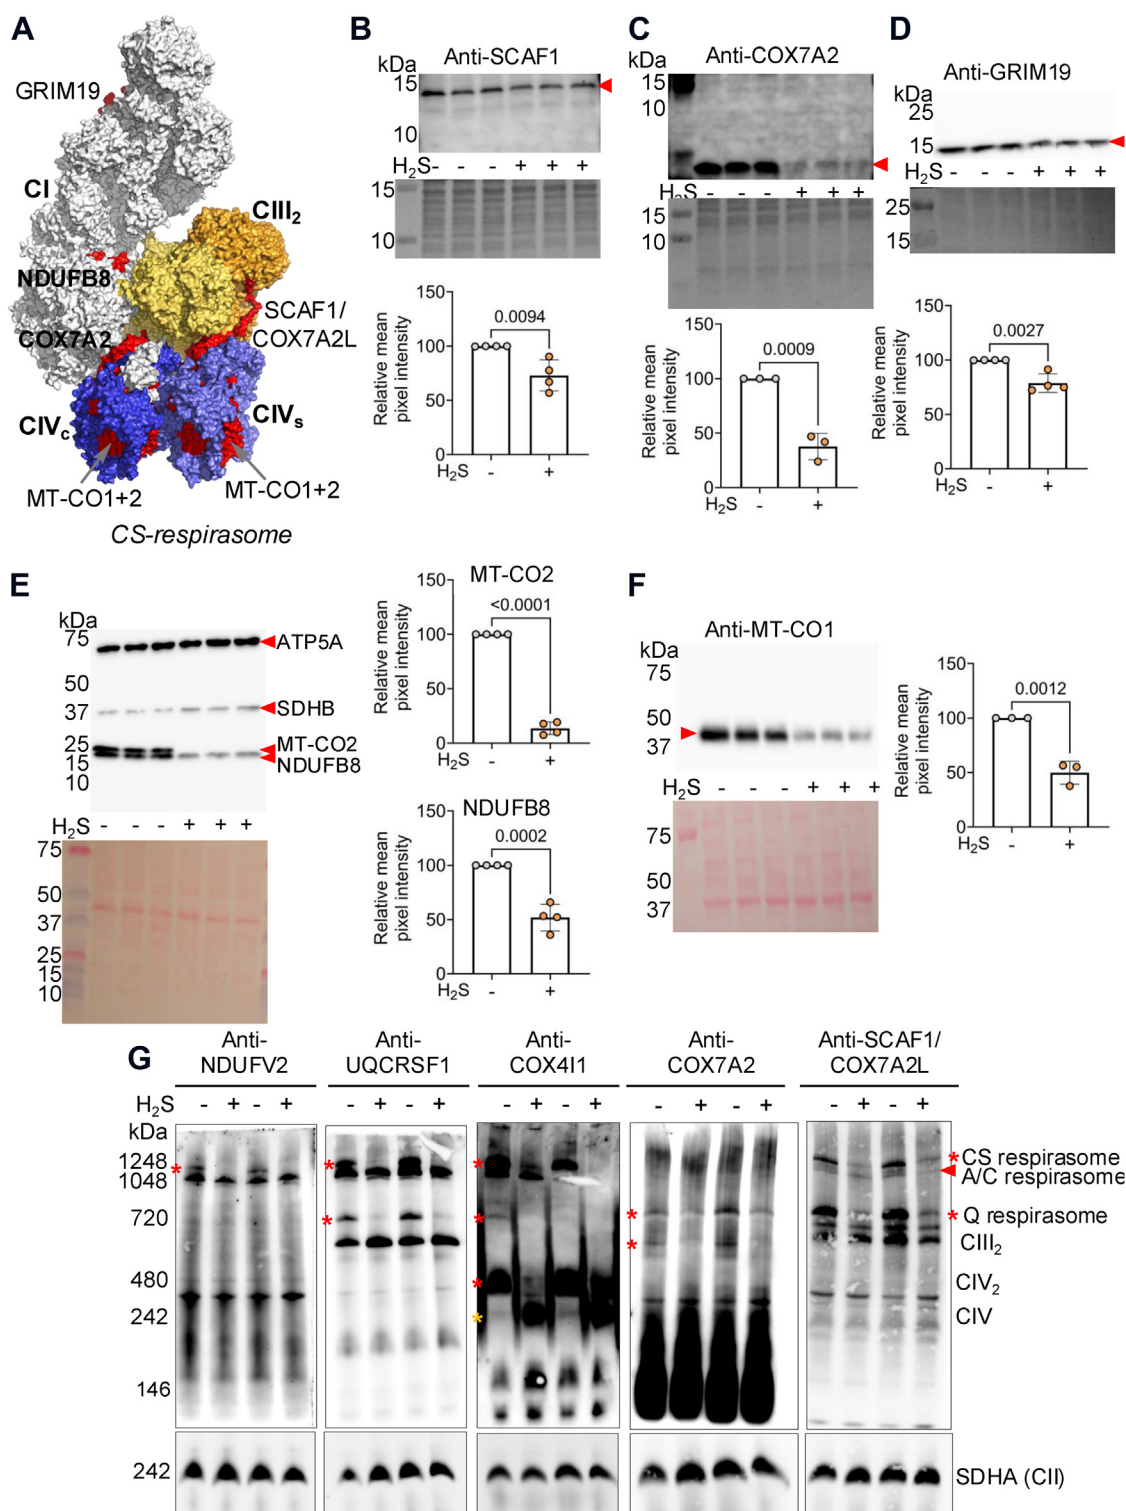 A
GRIM19
CI
CIII2
NDUFB8
SCAF1/
COX7A2L
COX7A2
CIVc
CIVs
MT-CO1+2
MT-CO1+2
CS-respirasome
B
Anti-SCAF1
kDa
15
10
H2S - - - + + +
15
10
150
100
50
0
Relative mean
pixel intensity
0.0094
H2S - +
C
Anti-COX7A2
kDa
15
10
H2S - - - + + +
15
10
150
100
50
0
Relative mean
pixel intensity
0.0009
H2S - +
D
Anti-GRIM19
kDa
25
15
H2S - - - + + +
25
15
150
100
50
0
Relative mean
pixel intensity
0.0027
H2S - +
E
kDa
75
50
37
25
15
10
ATP5A
SDHB
MT-CO2
NDUFB8
H2S - - - + + +
75
50
37
25
15
10
MT-CO2
150
100
50
0
Relative mean
pixel intensity
<0.0001
H2S - +
NDUFB8
150
100
50
0
Relative mean
pixel intensity
0.0002
H2S - +
F
Anti-MT-CO1
kDa
75
50
37
H2S - - - + + +
75
50
37
150
100
50
0
Relative mean
pixel intensity
0.0012
H2S - +
G
Anti-
NDUFV2
Anti-
UQCRSF1
Anti-
COX4I1
Anti-
COX7A2
Anti-SCAF1/
COX7A2L
H2S - + - + - + - + - + - + - + - + - + - +
kDa
1248
1048
720
480
242
146
242
* CS respirasome
A/C respirasome
* Q respirasome
CIII2
CIV2
CIV
SDHA (CII)